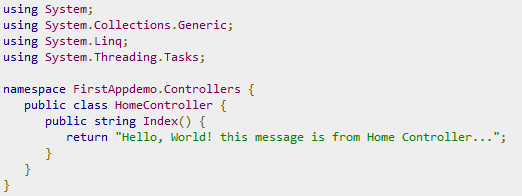 using System;
using System.Collections.Generic;
using System.Linq;
using System.Threading.Tasks;

namespace FirstAppdemo.Controllers {
   public class HomeController {
      public string Index() {
         return "Hello, World! this message is from Home Controller...";
      }
   }
}